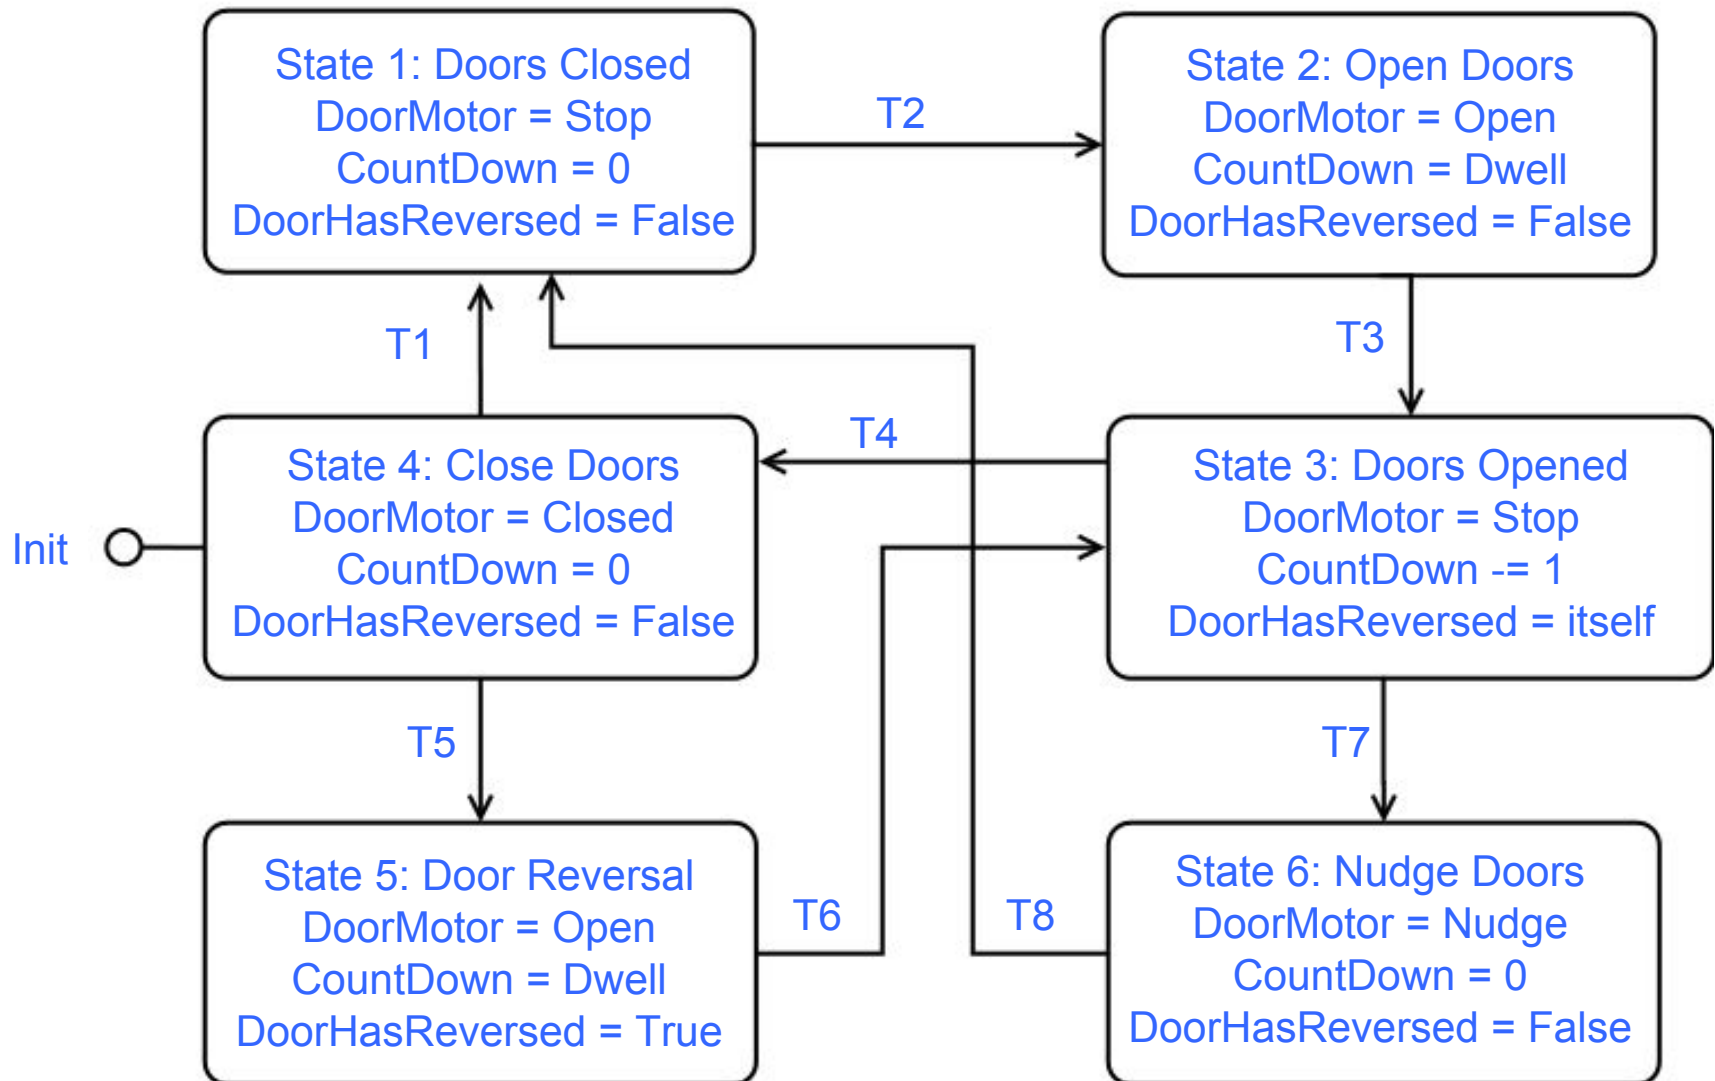 State 1: Doors Closed
DoorMotor = Stop
CountDown = 0
DoorHasReversed = False
T2
State 2: Open Doors
DoorMotor = Open
CountDown = Dwell
DoorHasReversed = False
T1
T3
Init
State 4: Close Doors
DoorMotor = Closed
CountDown = 0
DoorHasReversed = False
T4
State 3: Doors Opened
DoorMotor = Stop
CountDown -= 1
DoorHasReversed = itself
T5
T7
State 5: Door Reversal
DoorMotor = Open
CountDown = Dwell
DoorHasReversed = True
T6
T8
State 6: Nudge Doors
DoorMotor = Nudge
CountDown = 0
DoorHasReversed = False